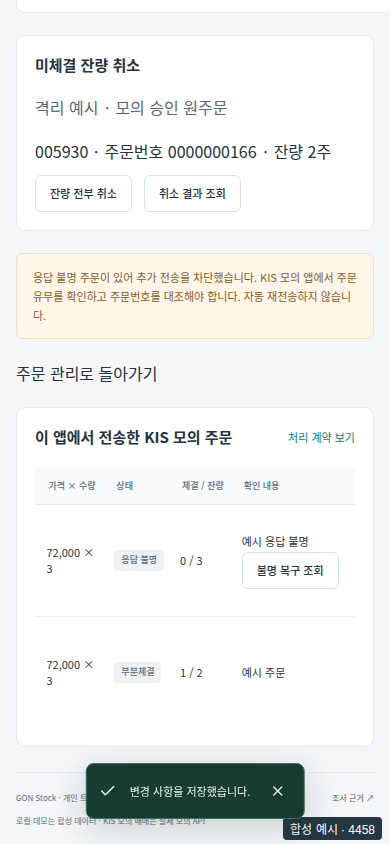 미체결 잔량 취소
격리 예시 · 모의 승인 원주문
005930 · 주문번호 0000000166 · 잔량 2주
잔량 전부 취소 취소 결과 조회
응답 불명 주문이 있어 추가 전송을 차단했습니다. KIS 모의 앱에서 주문
유무를 확인하고 주문번호를 대조해야 합니다. 자동 재전송하지 않습니
다.
주문 관리로 돌아가기
이 앱에서 전송한 KIS 모의 주문 처리 계약 보기
가격 × 수량 상태 체결 / 잔량 확인 내용
예시 응답 불명
72,000 ×
3
응답 불명 0 / 3 불명 복구 조회
72,000 ×
3
부분체결 1 / 2 예시 주문
변경 사항을 저장했습니다.
GON Stock · 개인 조사 근거 ↗
로컬 데모는 합성 데이터 · KIS 모의 매매는 실제 모의 API
합성 예시 · 4458